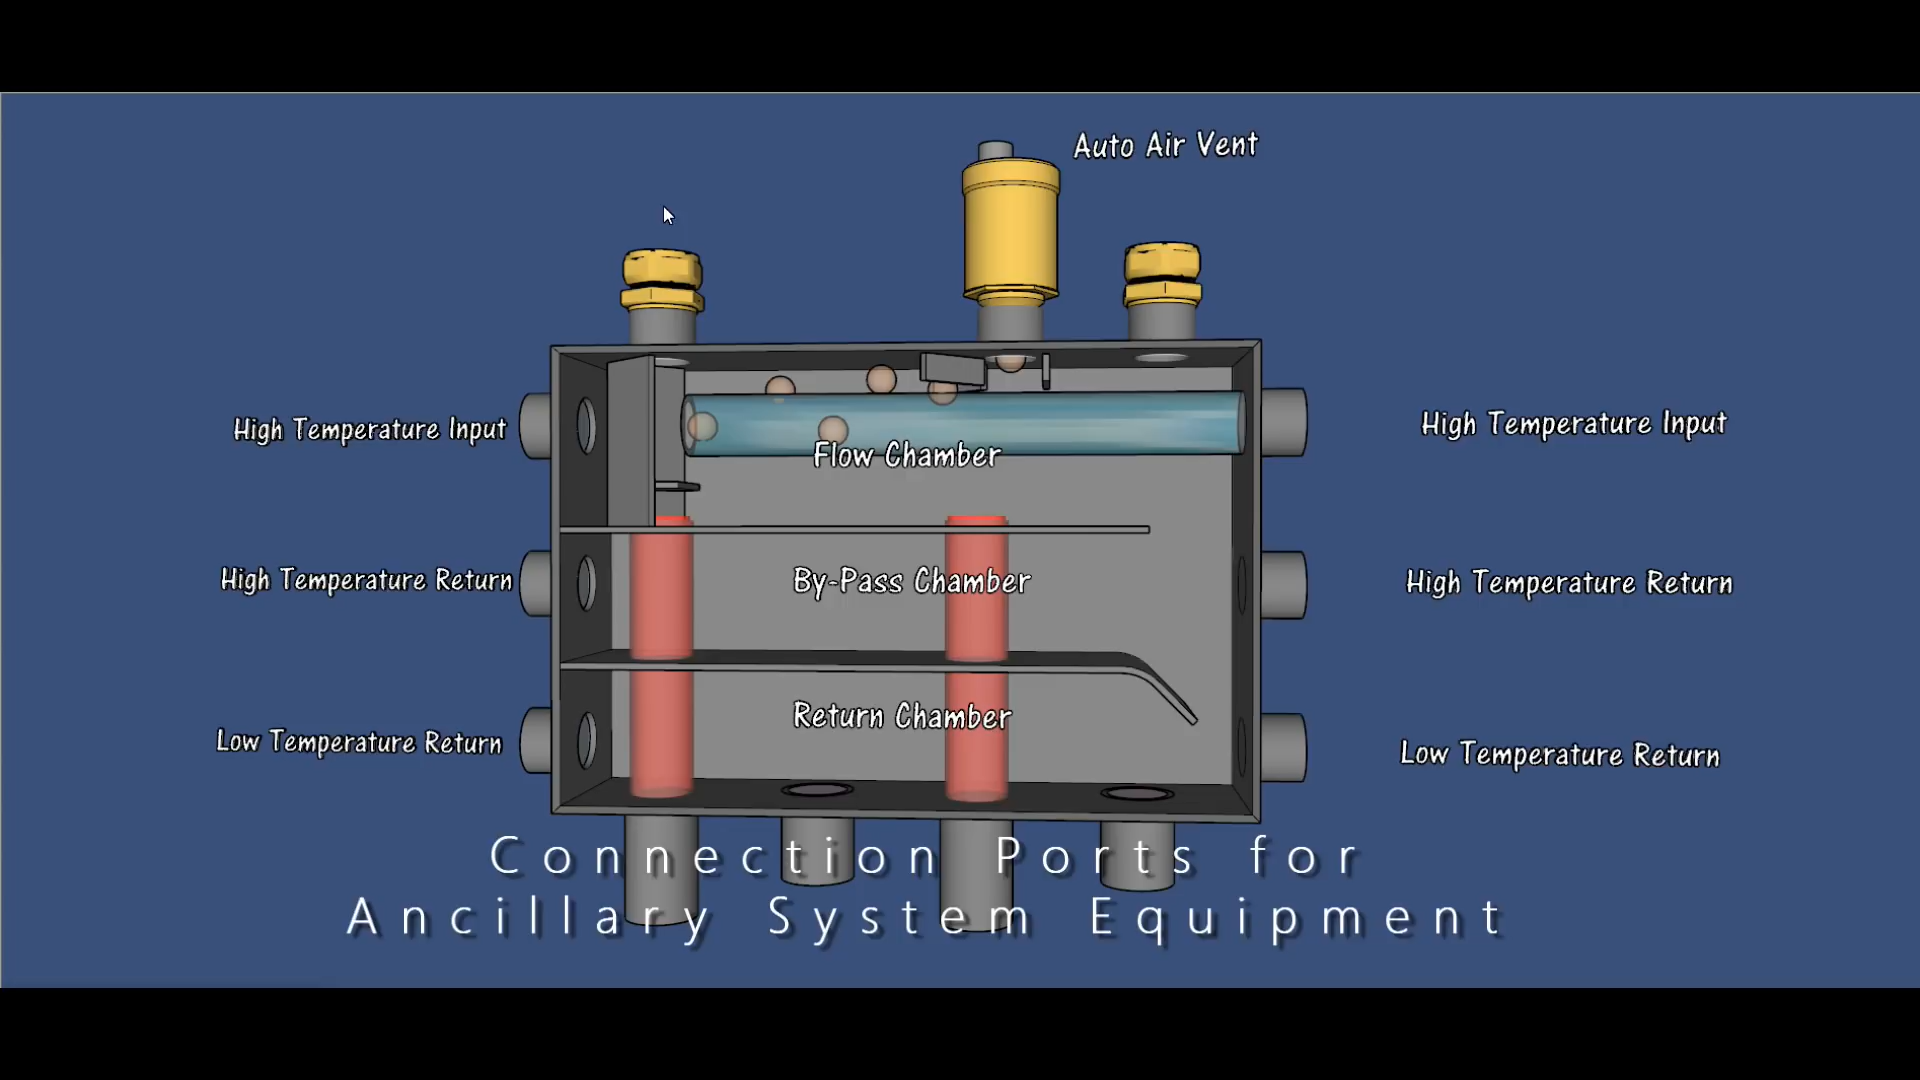 Auto Air Vent
High Temperature Input
High Temperature Input
Flow Chamber
High Temperature Return
By-Pass Chamber
High Temperature Return
Low Temperature Return
Return Chamber
Low Temperature Return
Connection Ports for
Ancillary System Equipment